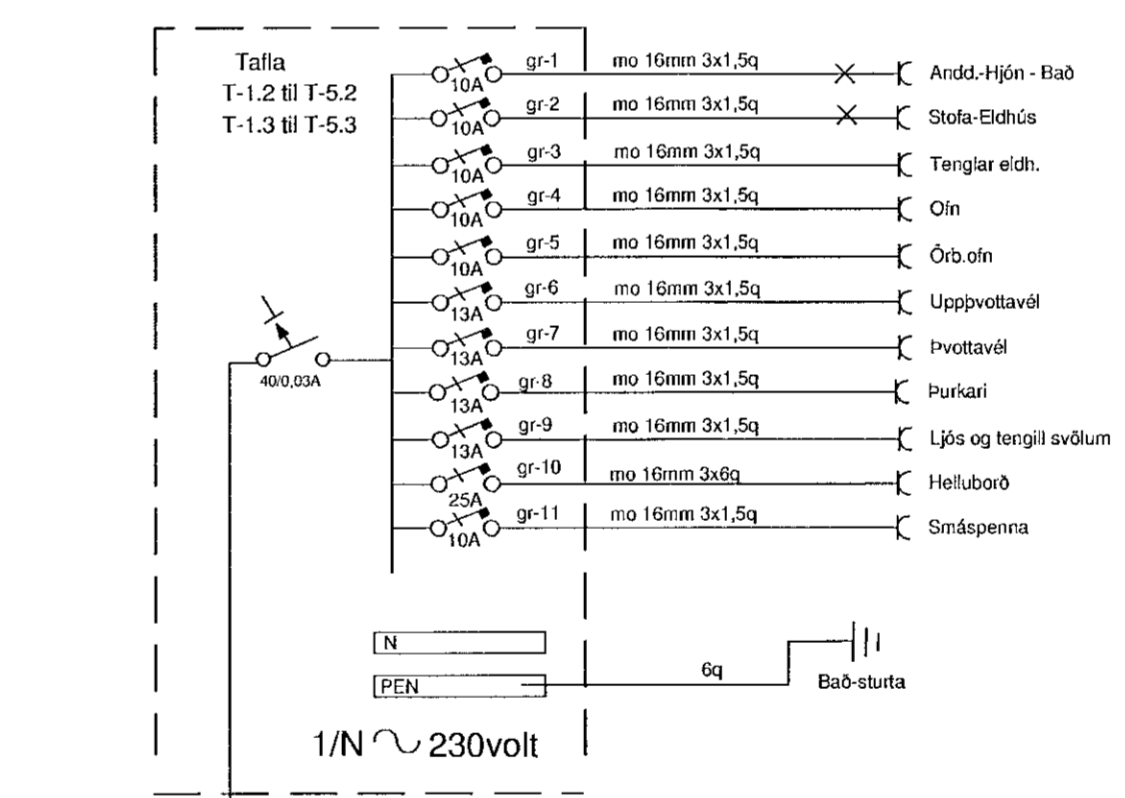 Tafla
T-1.2 til T-5.2
T-1.3 til T-5.3
gr-1 mo 16mm 3x1,5q Andd.-Hjón - Bað
10A
gr-2 mo 16mm 3x1,5q Stofa-Eldhús
10A
gr-3 mo 16mm 3x1,5q Tenglar eldh.
10A
gr-4 mo 16mm 3x1,5q Ofn
10A
gr-5 mo 16mm 3x1,5q Örb.ofn
10A
gr-6 mo 16mm 3x1,5q Uppþvottavél
13A
gr-7 mo 16mm 3x1,5q Þvottavél
13A
gr-8 mo 16mm 3x1,5q Þurkari
13A
gr-9 mo 16mm 3x1,5q Ljós og tengill svölum
13A
gr-10 mo 16mm 3x6q Helluborð
25A
gr-11 mo 16mm 3x1,5q Smáspenna
10A
40/0,03A
N
PEN 6q Bað-sturta
1/N 230volt